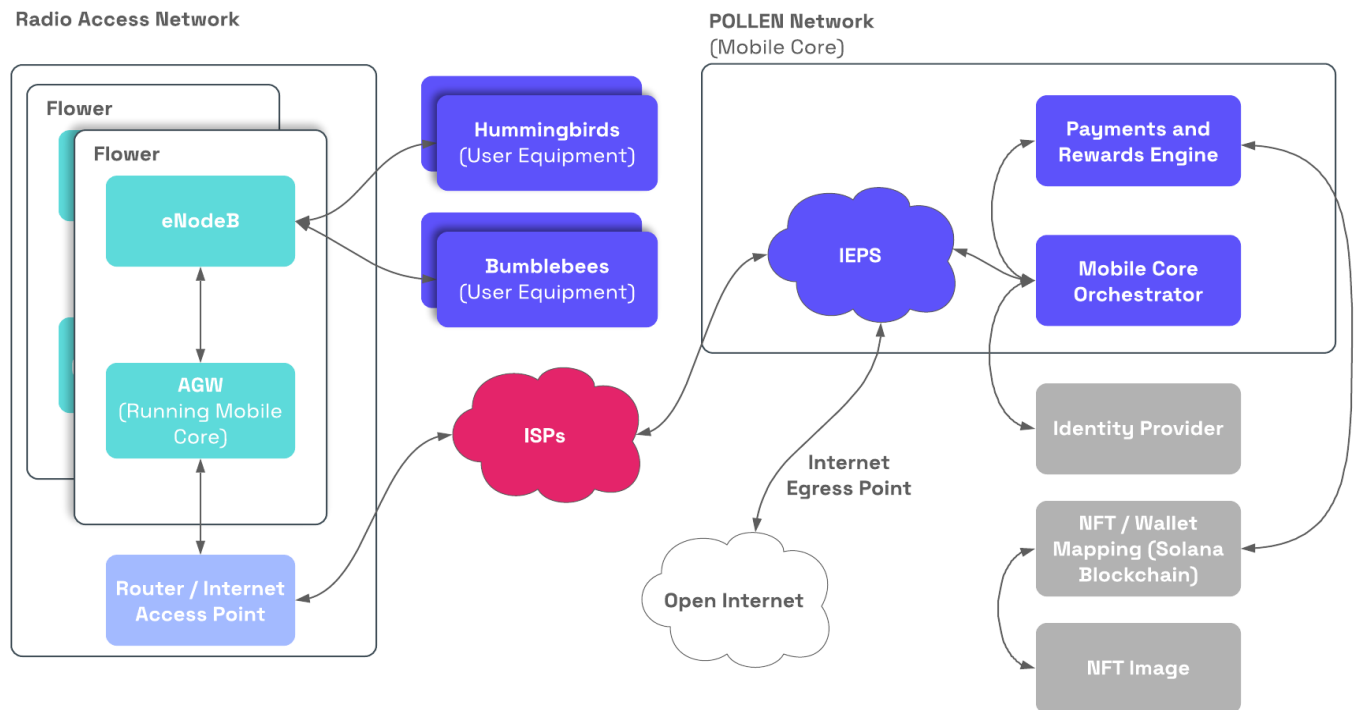 Radio Access Network
Flower
Flower
eNodeB
AGW
(Running Mobile
Core)
Router / Internet
Access Point
Hummingbirds
(User Equipment)
Bumblebees
(User Equipment)
ISPs
POLLEN Network
(Mobile Core)
IEPS
Payments and
Rewards Engine
Mobile Core
Orchestrator
Internet
Egress Point
Open Internet
Identity Provider
NFT / Wallet
Mapping (Solana
Blockchain)
NFT Image